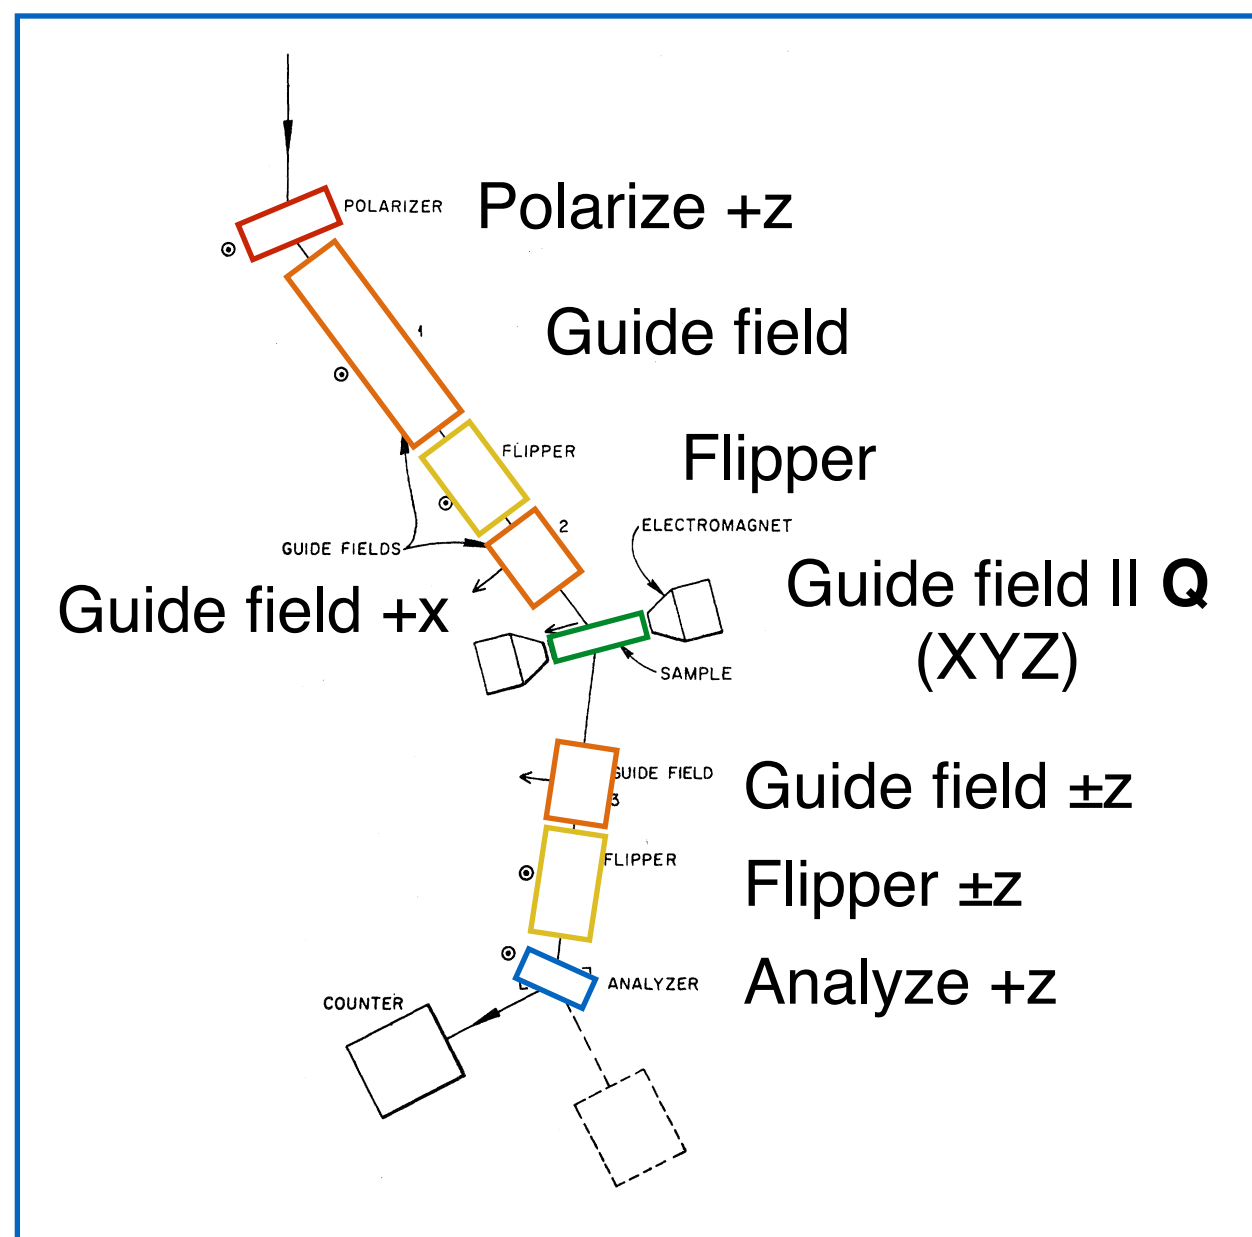 POLARIZER
Polarize +z
1
Guide field
FLIPPER
Flipper
2
ELECTROMAGNET
GUIDE FIELDS
Guide field +x
Guide field II Q
(XYZ)
SAMPLE
GUIDE FIELD
3
Guide field ±z
FLIPPER
Flipper ±z
ANALYZER
Analyze +z
COUNTER